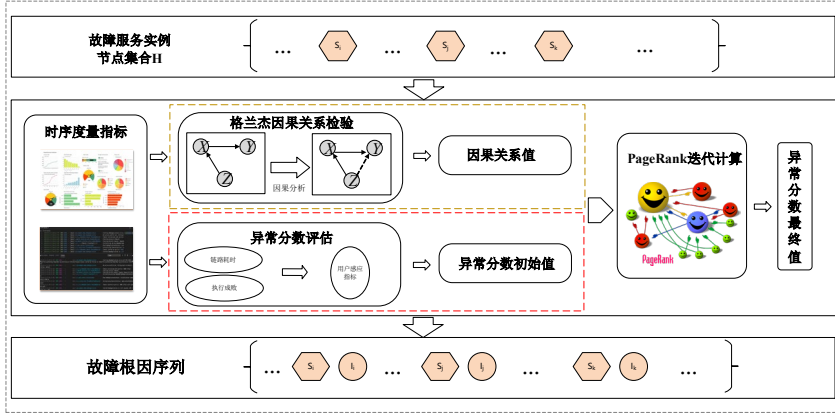 故障服务实例
节点集合H
... Si ... Sj ... Sk ...
时序度量指标
格兰杰因果关系检验
X Y Z
因果分析
X Y Z
因果关系值
异常分数评估
链路耗时
执行成败
用户感应
指标
异常分数初始值
PageRank迭代计算
PageRank
异常分数最终值
故障根因序列
... Si Ii ... Sj Ij ... Sk Ik ...